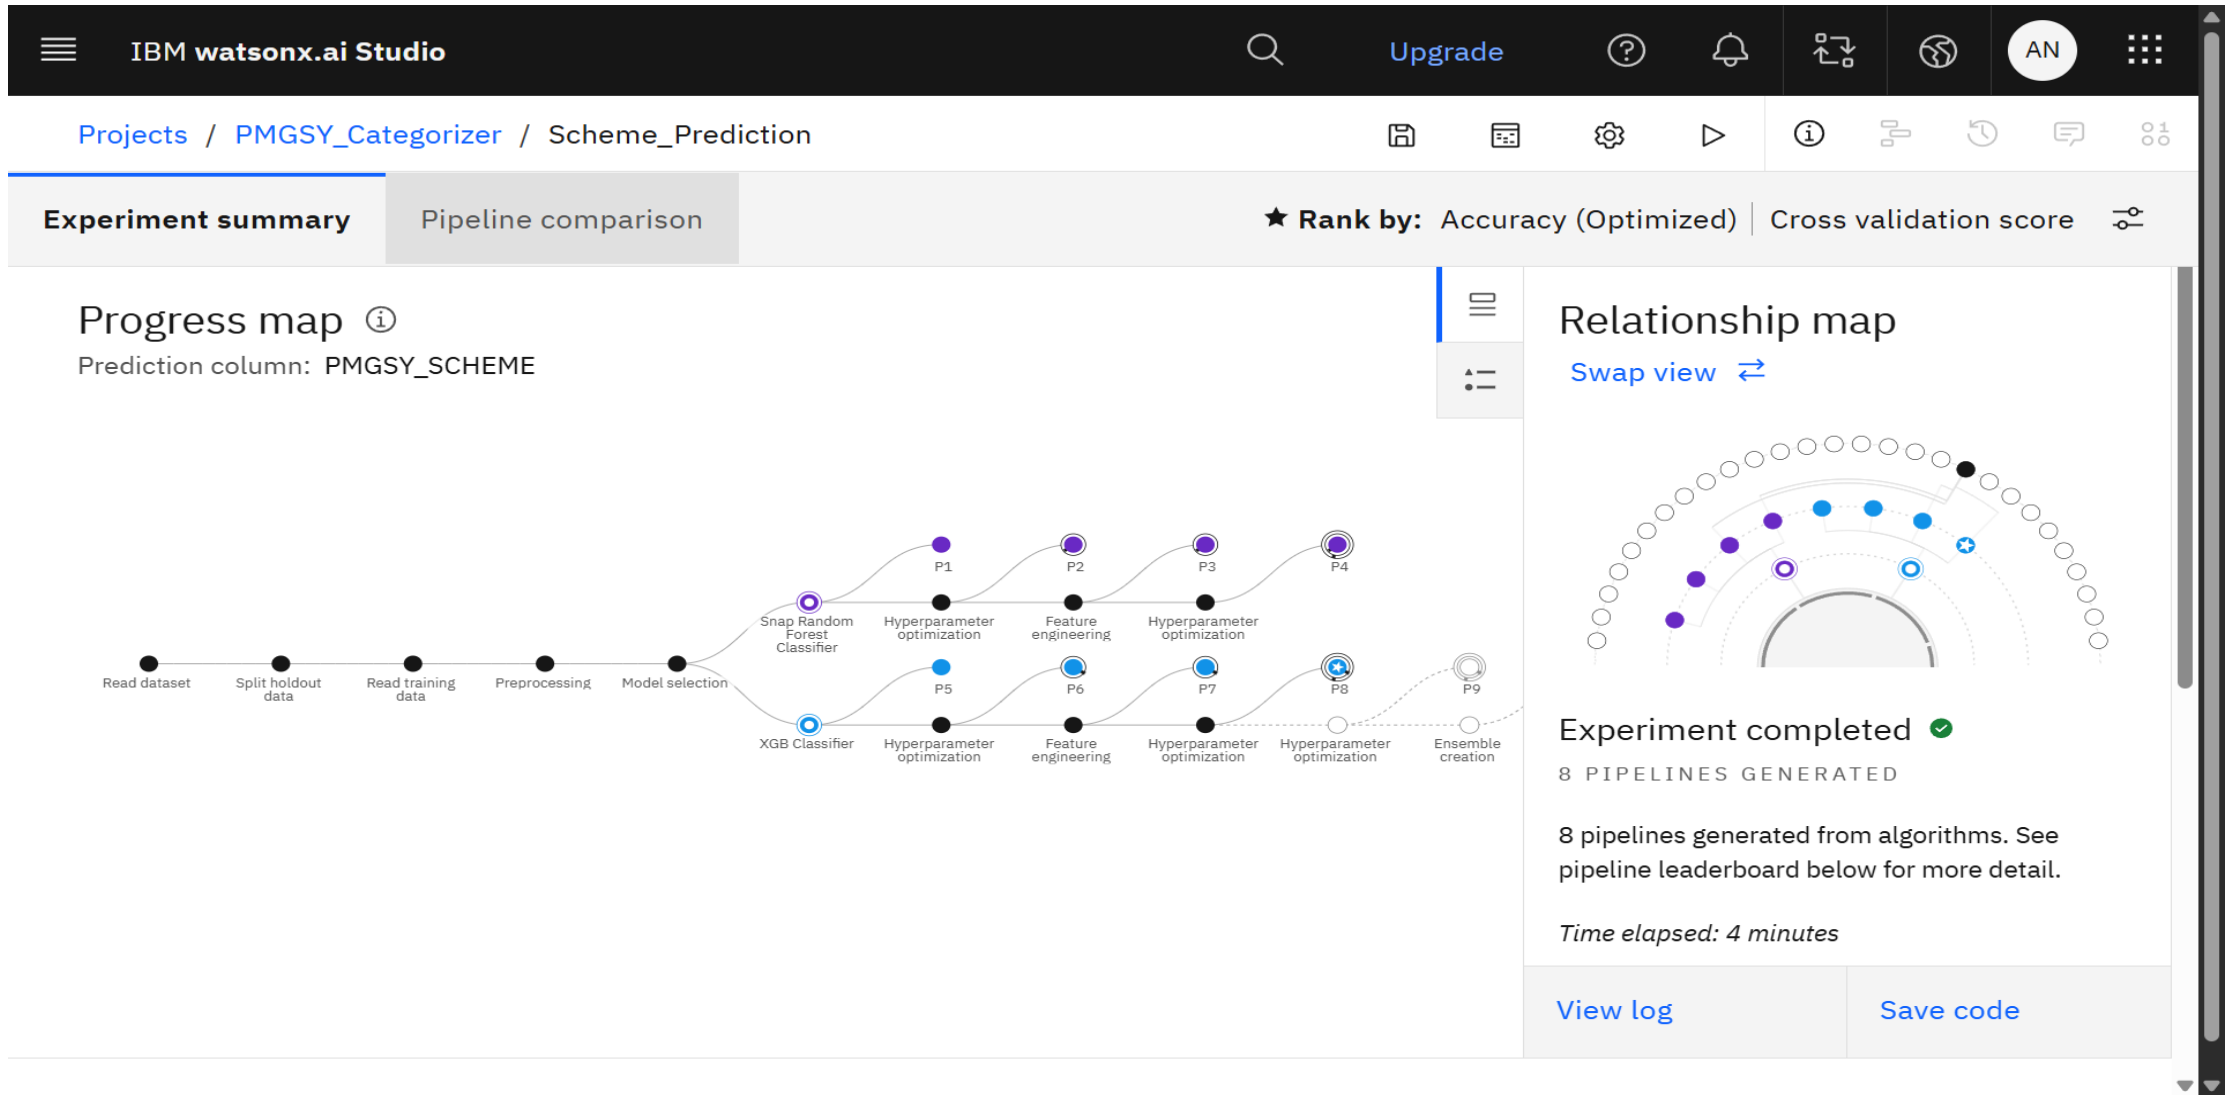 IBM watsonx.ai Studio
Upgrade
AN
Projects / PMGSY_Categorizer / Scheme_Prediction
Experiment summary
Pipeline comparison
Rank by: Accuracy (Optimized) | Cross validation score
Progress map
Prediction column: PMGSY_SCHEME
P1
P2
P3
P4
Snap Random
Forest
Classifier
Hyperparameter
optimization
Feature
engineering
Hyperparameter
optimization
Read dataset
Split holdout
data
Read training
data
Preprocessing
Model selection
P5
P6
P7
P8
P9
XGB Classifier
Hyperparameter
optimization
Feature
engineering
Hyperparameter
optimization
Hyperparameter
optimization
Ensemble
creation
Relationship map
Swap view
Experiment completed
8 PIPELINES GENERATED
8 pipelines generated from algorithms. See
pipeline leaderboard below for more detail.
Time elapsed: 4 minutes
View log
Save code